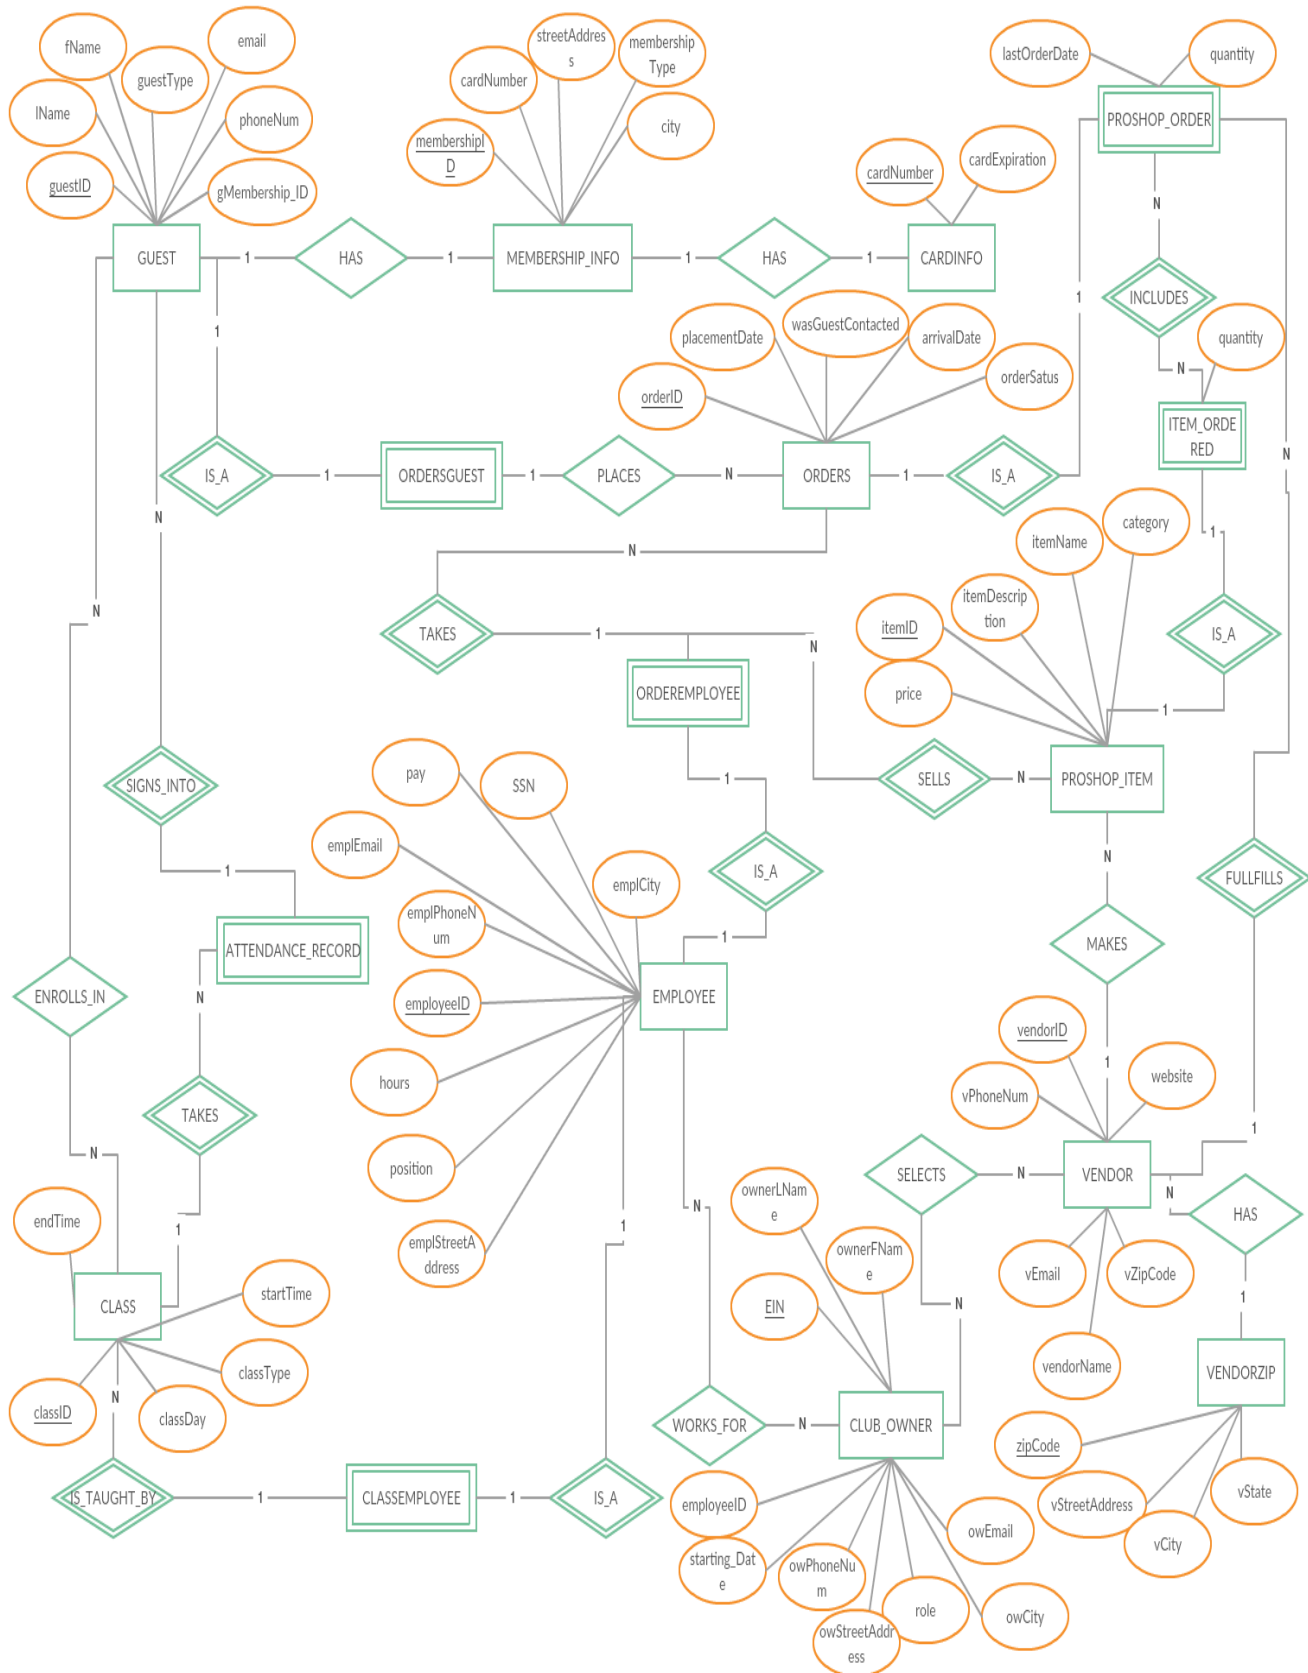 fName
email
streetAddres
s
membership
Type
lastOrderDate
quantity
guestType
cardNumber
lName
phoneNum
city
PROSHOP_ORDER
membershipI
D
cardExpiration
cardNumber
guestID
gMembership_ID
N
GUEST
1
HAS
1
MEMBERSHIP_INFO
1
HAS
1
CARDINFO
1
INCLUDES
1
placementDate
wasGuestContacted
arrivalDate
quantity
N
orderID
orderSatus
ITEM_ORDE
RED
N
IS_A
1
ORDERSGUEST
1
PLACES
N
ORDERS
1
IS_A
N
category
itemName
1
N
itemDescrip
tion
N
TAKES
1
itemID
IS_A
N
ORDEREMPLOYEE
price
1
pay
SSN
1
SIGNS_INTO
SELLS
N
PROSHOP_ITEM
emplEmail
N
1
IS_A
emplCity
FULLFILLS
emplPhoneN
um
1
MAKES
ATTENDANCE_RECORD
ENROLLS_IN
N
employeeID
EMPLOYEE
vendorID
1
website
hours
vPhoneNum
TAKES
1
N
position
SELECTS
N
VENDOR
N
ownerLNam
e
N
HAS
endTime
1
1
emplStreetA
ddress
ownerFNam
e
vEmail
vZipCode
startTime
CLASS
EIN
N
1
classType
vendorName
VENDORZIP
N
classID
classDay
WORKS_FOR
N
CLUB_OWNER
zipCode
IS_TAUGHT_BY
1
CLASSEMPLOYEE
1
IS_A
employeeID
vStreetAddress
vState
owEmail
vCity
starting_Dat
e
owPhoneNu
m
role
owCity
owStreetAddr
ess